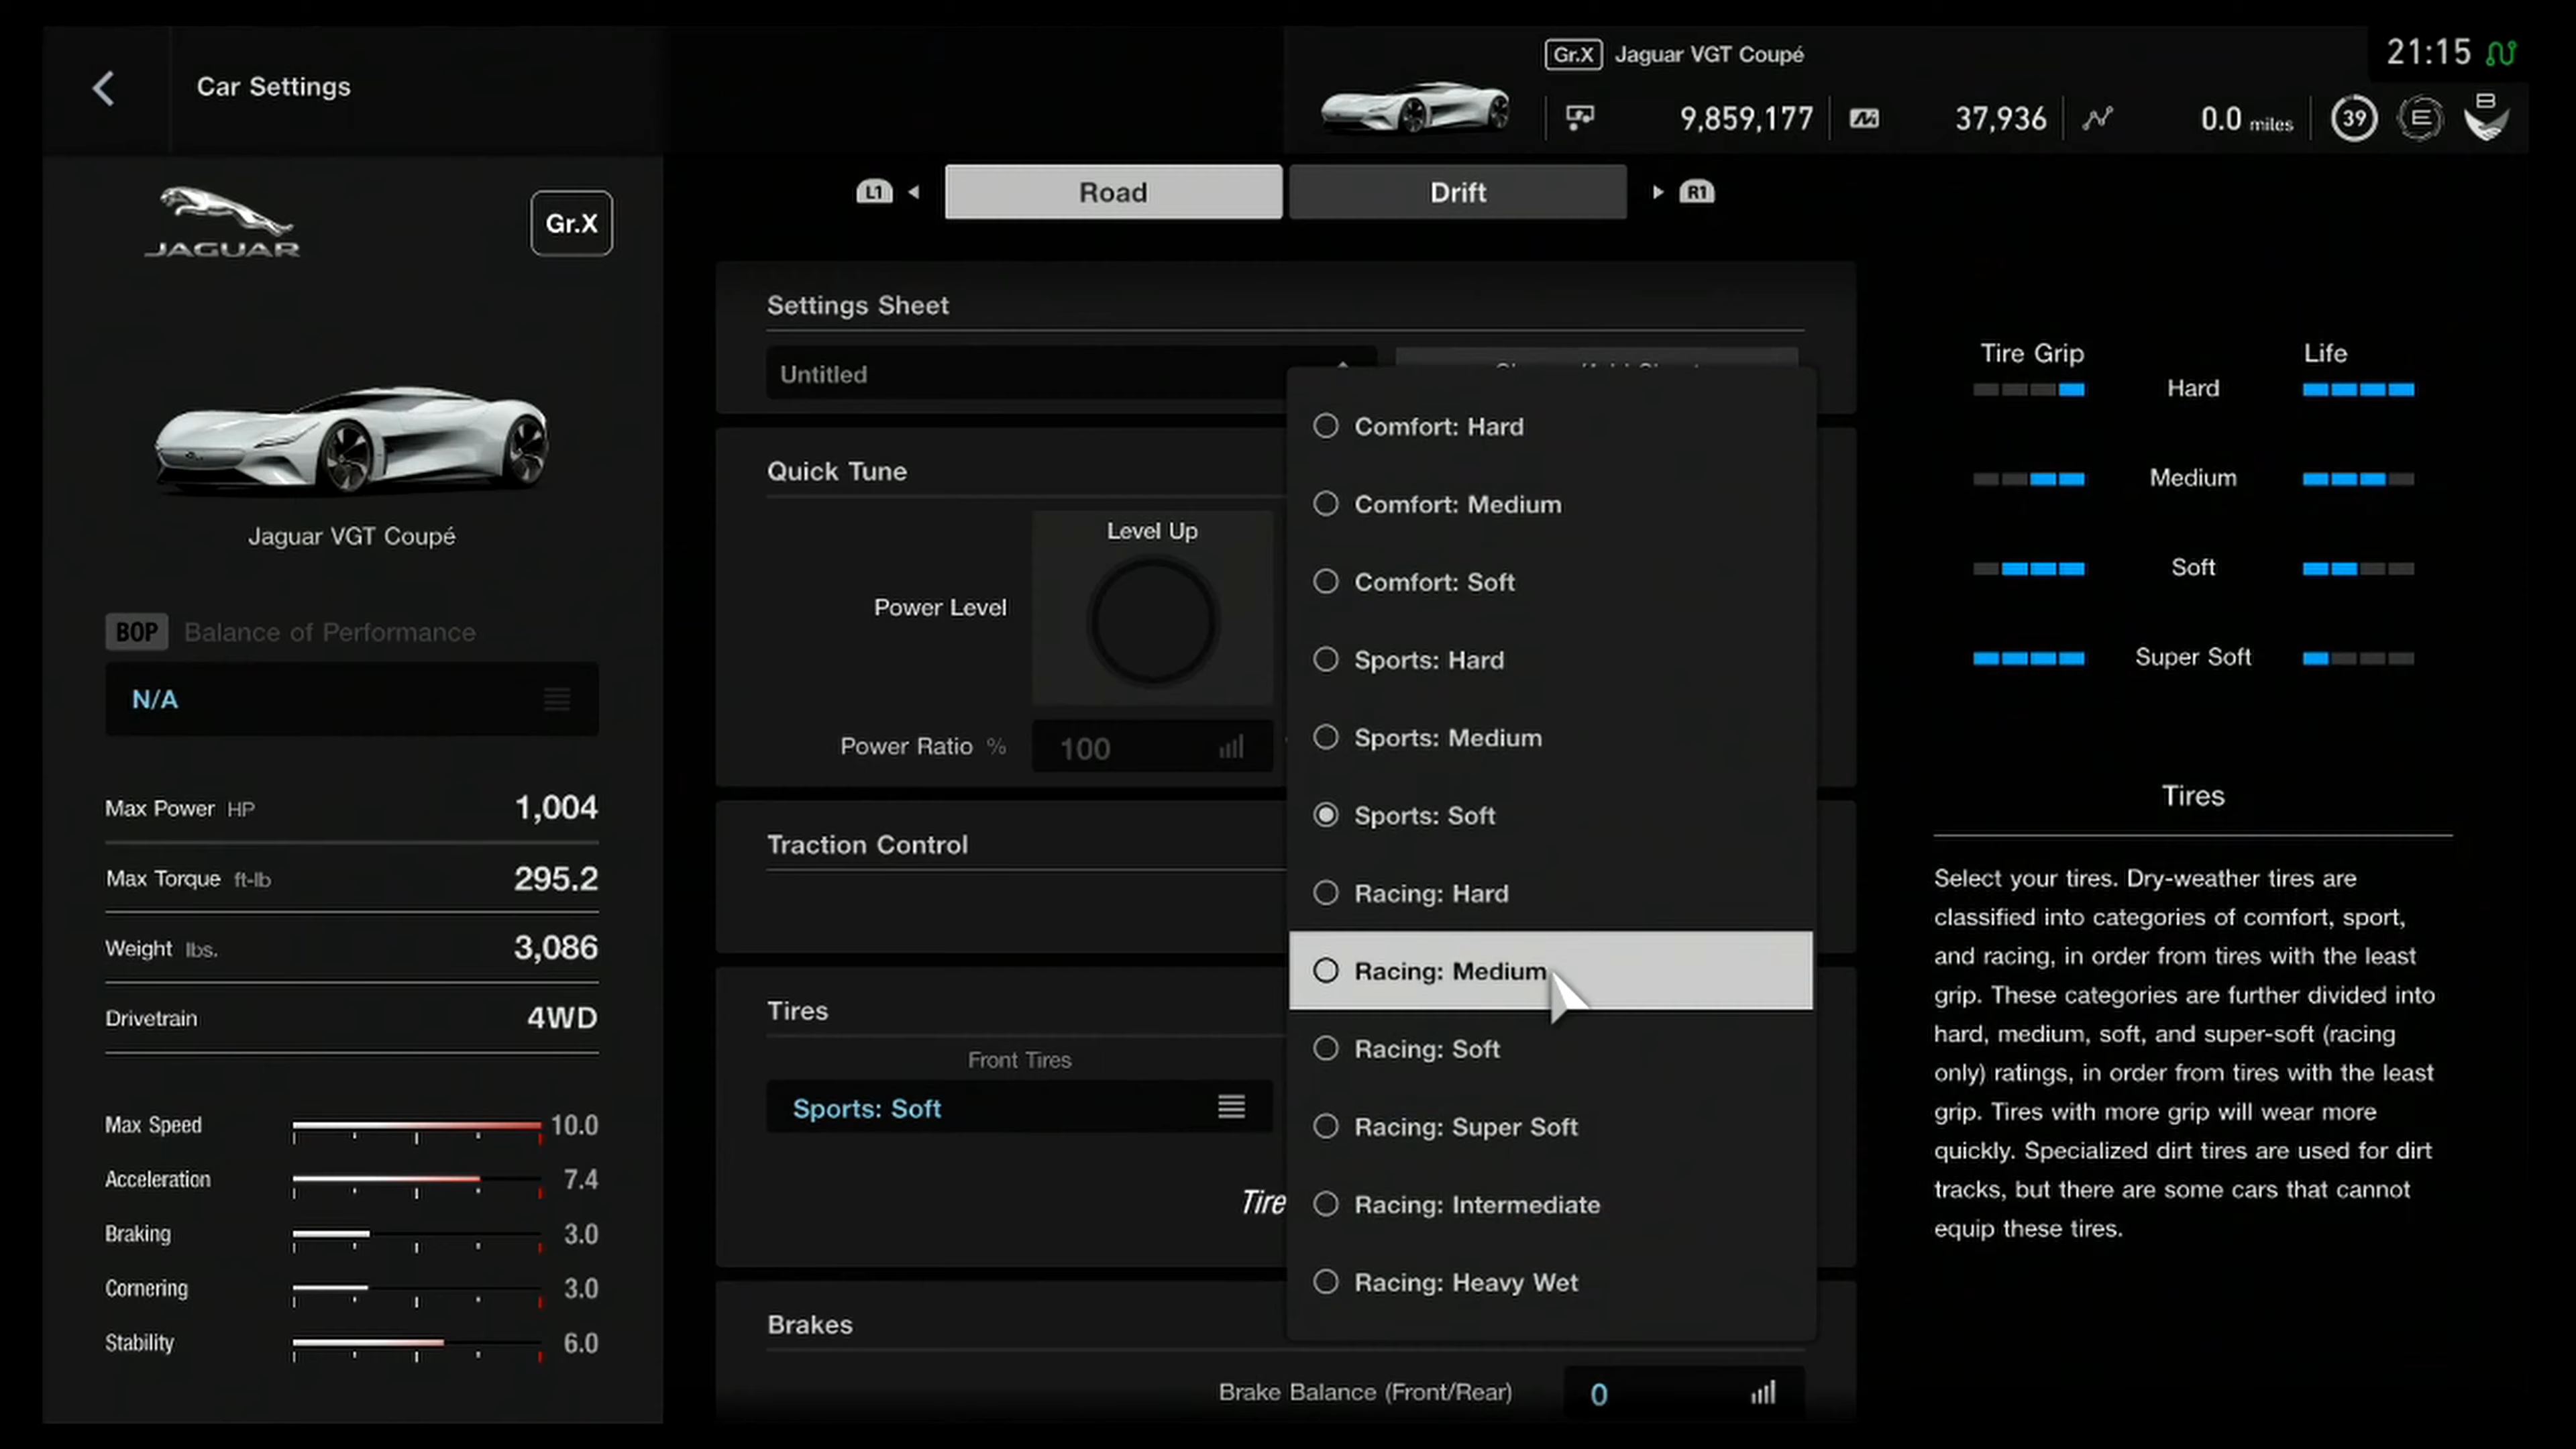 Car Settings
Gr.X Jaguar VGT Coupé
21:15
9,859,177
37,936
0.0 miles
39
E
B
JAGUAR
Gr.X
Jaguar VGT Coupé
BOP Balance of Performance
N/A
Max Power HP 1,004
Max Torque ft-lb 295.2
Weight lbs. 3,086
Drivetrain 4WD
Max Speed 10.0
Acceleration 7.4
Braking 3.0
Cornering 3.0
Stability 6.0
L1 Road Drift R1
Settings Sheet
Untitled
Quick Tune
Level Up
Power Level
Power Ratio % 100
Traction Control
Tires
Front Tires
Sports: Soft
Tire
Brakes
Brake Balance (Front/Rear) 0
Comfort: Hard
Comfort: Medium
Comfort: Soft
Sports: Hard
Sports: Medium
Sports: Soft
Racing: Hard
Racing: Medium
Racing: Soft
Racing: Super Soft
Racing: Intermediate
Racing: Heavy Wet
Tire Grip Life
Hard
Medium
Soft
Super Soft
Tires
Select your tires. Dry-weather tires are
classified into categories of comfort, sport,
and racing, in order from tires with the least
grip. These categories are further divided into
hard, medium, soft, and super-soft (racing
only) ratings, in order from tires with the least
grip. Tires with more grip will wear more
quickly. Specialized dirt tires are used for dirt
tracks, but there are some cars that cannot
equip these tires.